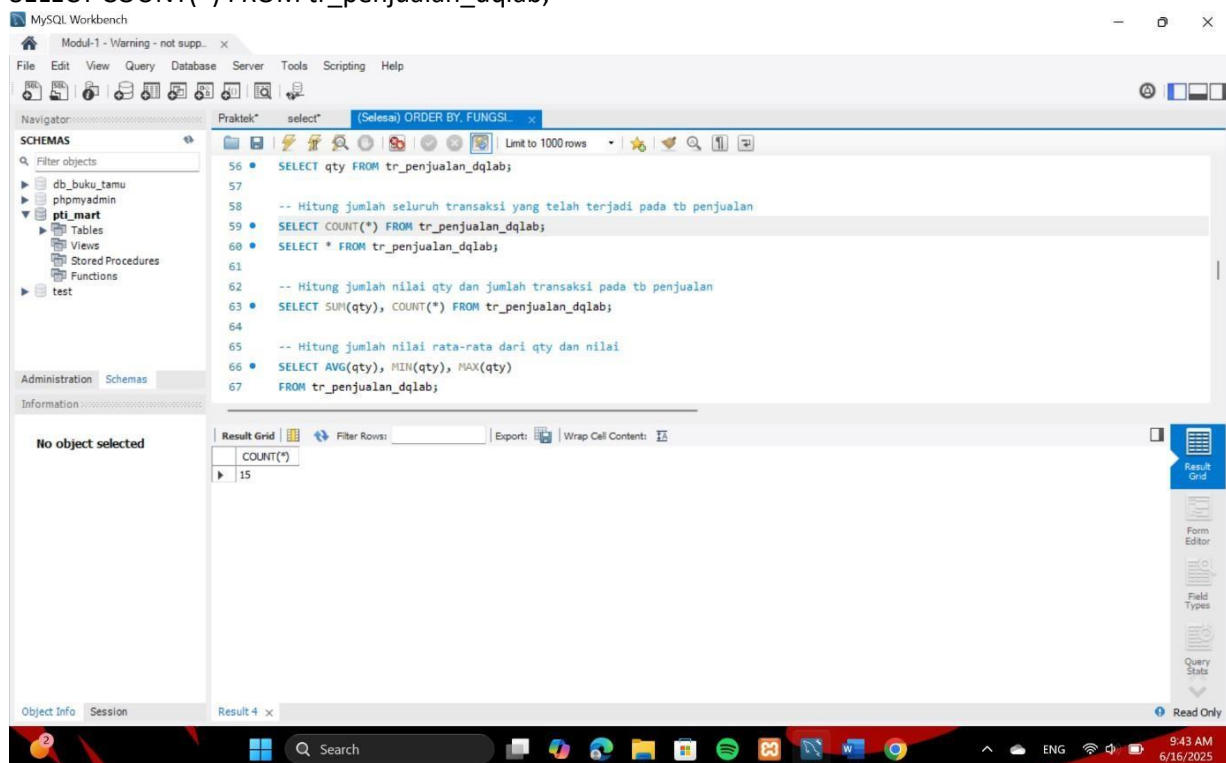 SELECT COUNT(*) FROM tr_penjualan_dqlab;
MySQL Workbench
Modul-1 - Warning - not supp...
File Edit View Query Database Server Tools Scripting Help
Navigator
Praktek* select* (Selesai) ORDER BY, FUNGSI...
SCHEMAS
Limit to 1000 rows
Filter objects
db_buku_tamu
phpmyadmin
pti_mart
Tables
Views
Stored Procedures
Functions
test
56 SELECT qty FROM tr_penjualan_dqlab;
57
58 -- Hitung jumlah seluruh transaksi yang telah terjadi pada tb penjualan
59 SELECT COUNT(*) FROM tr_penjualan_dqlab;
60 SELECT * FROM tr_penjualan_dqlab;
61
62 -- Hitung jumlah nilai qty dan jumlah transaksi pada tb penjualan
63 SELECT SUM(qty), COUNT(*) FROM tr_penjualan_dqlab;
64
65 -- Hitung jumlah nilai rata-rata dari qty dan nilai
66 SELECT AVG(qty), MIN(qty), MAX(qty)
67 FROM tr_penjualan_dqlab;
Administration Schemas
Information
No object selected
Result Grid Filter Rows: Export: Wrap Cell Content:
COUNT(*)
15
Result
Grid
Form
Editor
Field
Types
Query
Stats
Object Info Session
Result 4
Read Only
2
Search
ENG
9:43 AM
6/16/2025